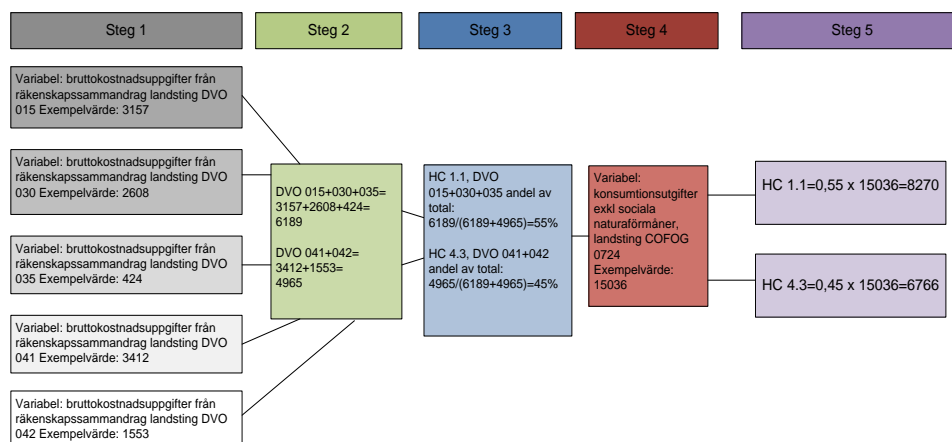 Steg 1
Steg 2
Steg 3
Steg 4
Steg 5
Variabel: bruttokostnadsuppgifter från
räkenskapssammandrag landsting DVO
015 Exempelvärde: 3157
Variabel: bruttokostnadsuppgifter från
räkenskapssammandrag landsting DVO
030 Exempelvärde: 2608
Variabel: bruttokostnadsuppgifter från
räkenskapssammandrag landsting DVO
035 Exempelvärde: 424
Variabel: bruttokostnadsuppgifter från
räkenskapssammandrag landsting DVO
041 Exempelvärde: 3412
Variabel: bruttokostnadsuppgifter från
räkenskapssammandrag landsting DVO
042 Exempelvärde: 1553
DVO 015+030+035=
3157+2608+424=
6189
DVO 041+042=
3412+1553=
4965
HC 1.1, DVO
015+030+035 andel av
total:
6189/(6189+4965)=55%
HC 4.3, DVO 041+042
andel av total:
4965/(6189+4965)=45%
Variabel:
konsumtionsutgifter
exkl sociala
naturaförmåner,
landsting COFOG
0724
Exempelvärde:
15036
HC 1.1=0,55 x 15036=8270
HC 4.3=0,45 x 15036=6766